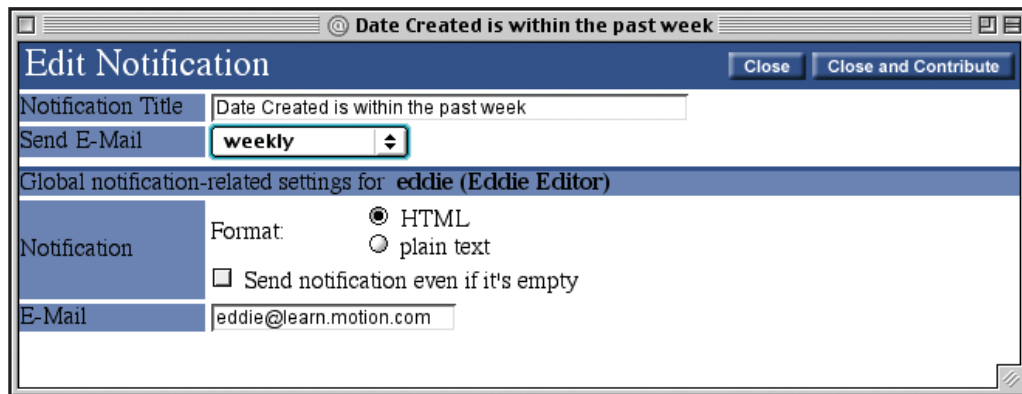 Date Created is within the past week
Edit Notification
Close
Close and Contribute
Notification Title
Date Created is within the past week
Send E-Mail
weekly
Global notification-related settings for eddie (Eddie Editor)
Notification
Format:
HTML
plain text
Send notification even if it's empty
E-Mail
eddie@learn.motion.com